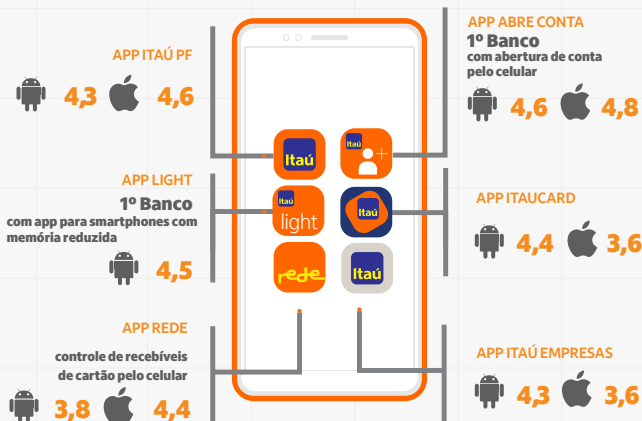 APP ITAÚ PF
4,3 4,6
APP LIGHT
1º Banco
com app para smartphones com
memória reduzida
4,5
APP REDE
controle de recebíveis
de cartão pelo celular
3,8 4,4
Itaú
Itaú
Itaú
light
Itaú
rede
Itaú
APP ABRE CONTA
1º Banco
com abertura de conta
pelo celular
4,6 4,8
APP ITAUCARD
4,4 3,6
APP ITAÚ EMPRESAS
4,3 3,6